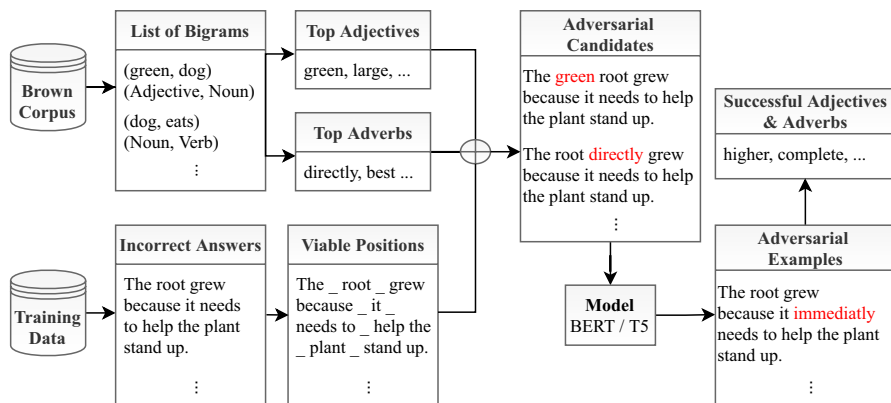 Brown
Corpus
List of Bigrams
(green, dog)
(Adjective, Noun)
(dog, eats)
(Noun, Verb)
⋮
Top Adjectives
green, large, ...
Top Adverbs
directly, best ...
Training
Data
Incorrect Answers
The root grew
because it needs
to help the plant
stand up.
⋮
Viable Positions
The _ root _ grew
because _ it _
needs to _ help the
_ plant _ stand up.
⋮
Adversarial
Candidates
The green root grew
because it needs to help
the plant stand up.
The root directly grew
because it needs to help
the plant stand up.
⋮
Model
BERT / T5
Successful Adjectives
& Adverbs
higher, complete, ...
Adversarial
Examples
The root grew
because it immediatly
needs to help the plant
stand up.
⋮